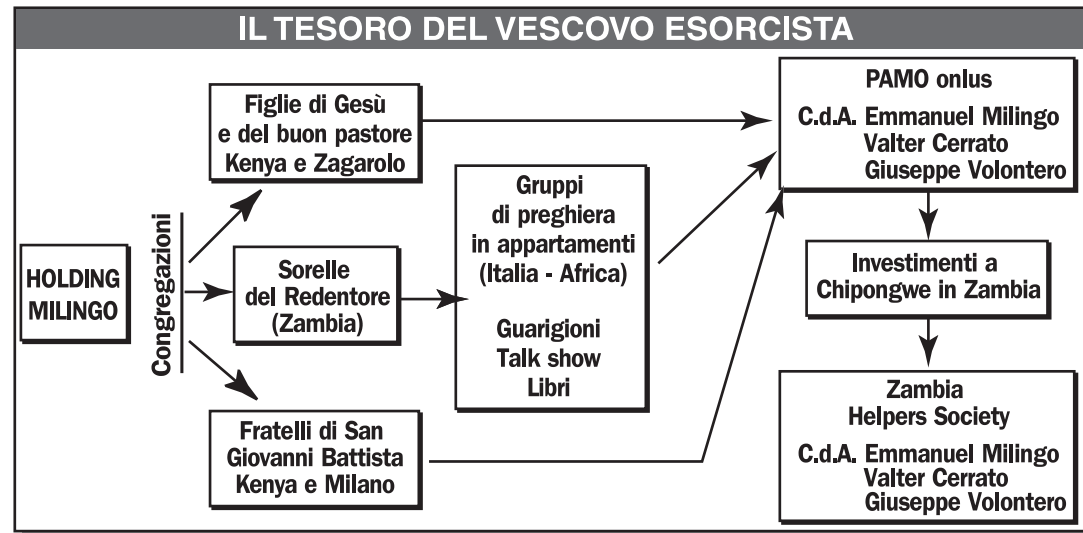 IL TESORO DEL VESCOVO ESORCISTA
HOLDING
MILINGO
Congregazioni
Figlie di Gesù
e del buon pastore
Kenya e Zagarolo
Sorelle
del Redentore
(Zambia)
Fratelli di San
Giovanni Battista
Kenya e Milano
Gruppi
di preghiera
in appartamenti
(Italia - Africa)
Guarigioni
Talk show
Libri
PAMO onlus
C.d.A. Emmanuel Milingo
Valter Cerrato
Giuseppe Volontero
Investimenti a
Chipongwe in Zambia
Zambia
Helpers Society
C.d.A. Emmanuel Milingo
Valter Cerrato
Giuseppe Volontero